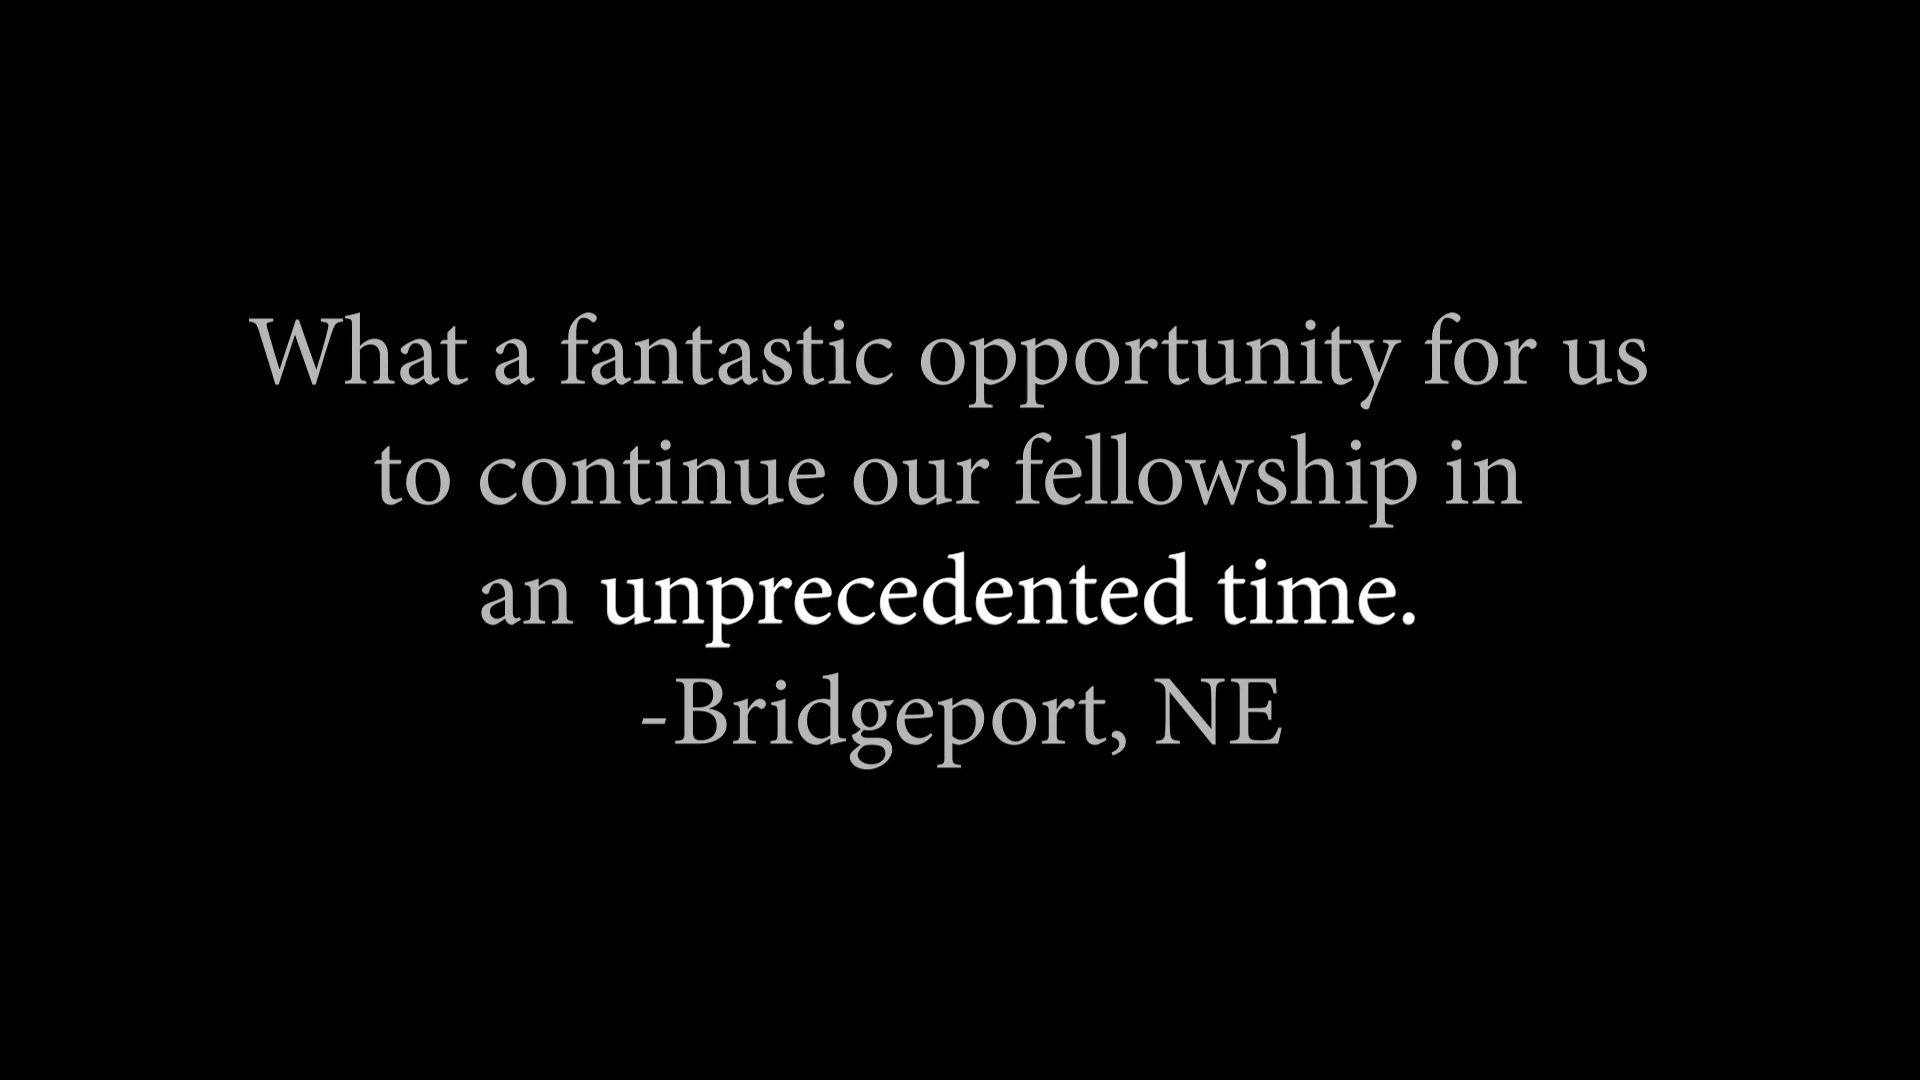 What a fantastic opportunity for us
to continue our fellowship in
an unprecedented time.
-Bridgeport, NE